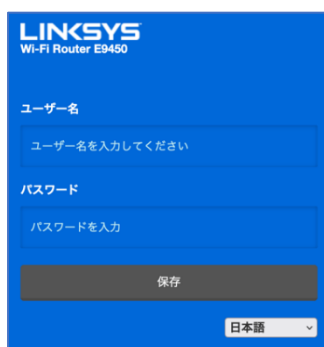 LINKSYS
Wi-Fi Router E9450
ユーザー名
ユーザー名を入力してください
パスワード
パスワードを入力
保存
日本語